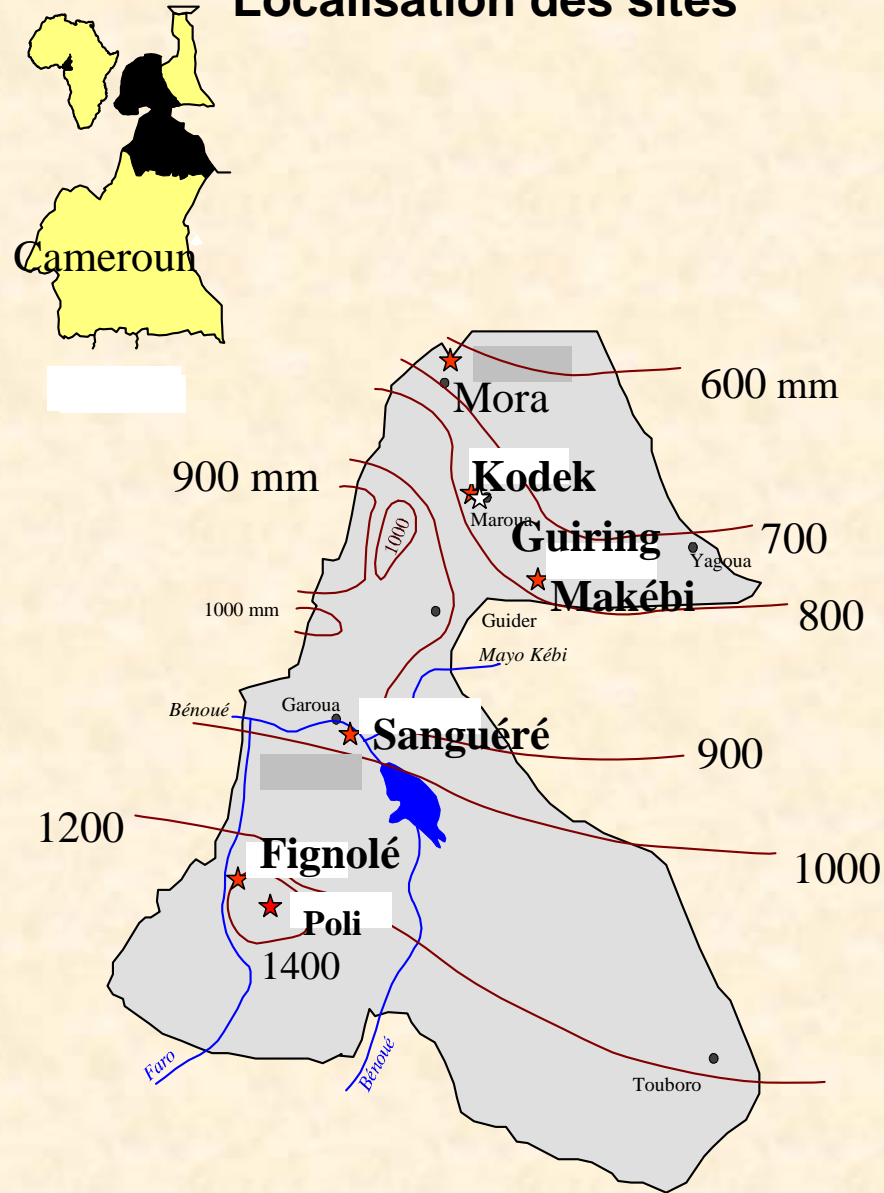 Localisation des sites
Cameroun
600 mm
Mora
900 mm
Kodek
Maroua
1000
Guiring
700
Yagoua
Makébi
1000 mm
800
Guider
Mayo Kébi
Bénoué
Garoua
Sanguéré
900
1200
Fignolé
1000
Poli
1400
Faro
Bénoué
Touboro